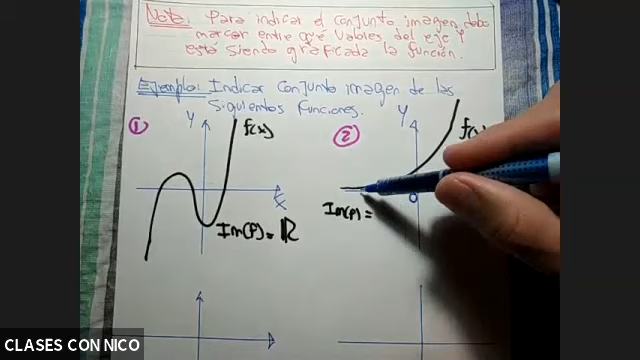 Nota: Para indicar el conjunto imagen debo
marcar entre qué valores del eje Y
está siendo graficada la función.
Ejemplo: Indicar conjunto imagen de las
siguientes funciones.
① Y f(x)
② Y f(x)
X
Im(f) = ℝ
0
Im(f) =
CLASES CON NICO